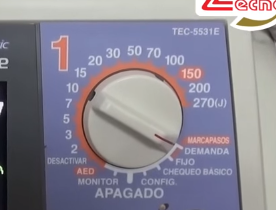 TECNO
TEC-5531E
1
2
3
5
7
10
15
20
30
50
70
100
150
200
270(J)
MARCAPASOS
DEMANDA
FIJO
CHEQUEO BÁSICO
CONFIG.
APAGADO
MONITOR
AED
DESACTIVAR